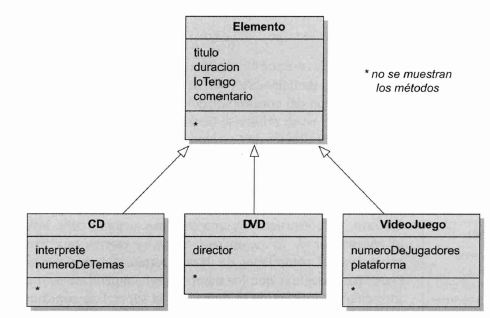 Elemento
titulo
duracion
loTengo
comentario
*
* no se muestran
los métodos
CD
interprete
numeroDeTemas
*
DVD
director
*
VideoJuego
numeroDeJugadores
plataforma
*